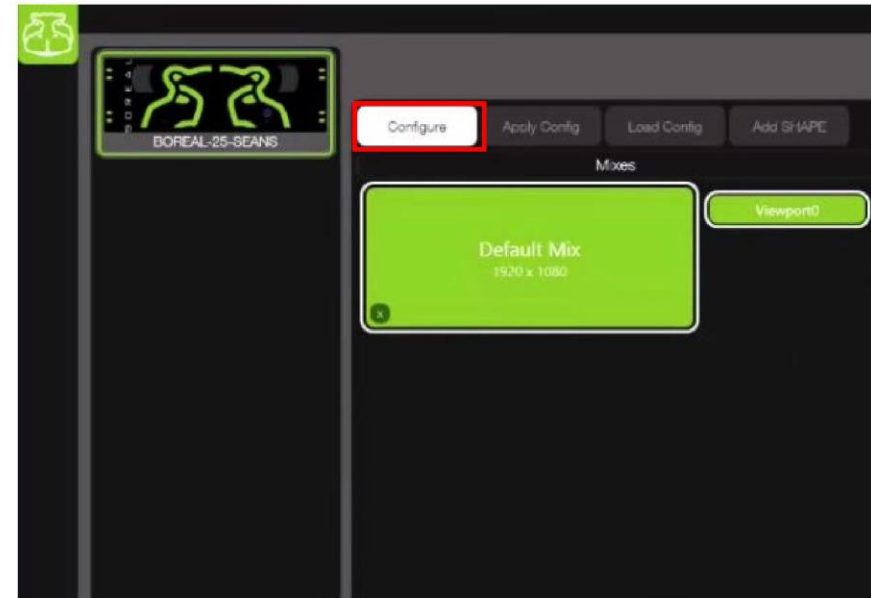 BOREAL-25-SEANS
Configure
Apply Config
Load Config
Add SHAPE
Mixes
Default Mix
1920 x 1080
x
Viewport0